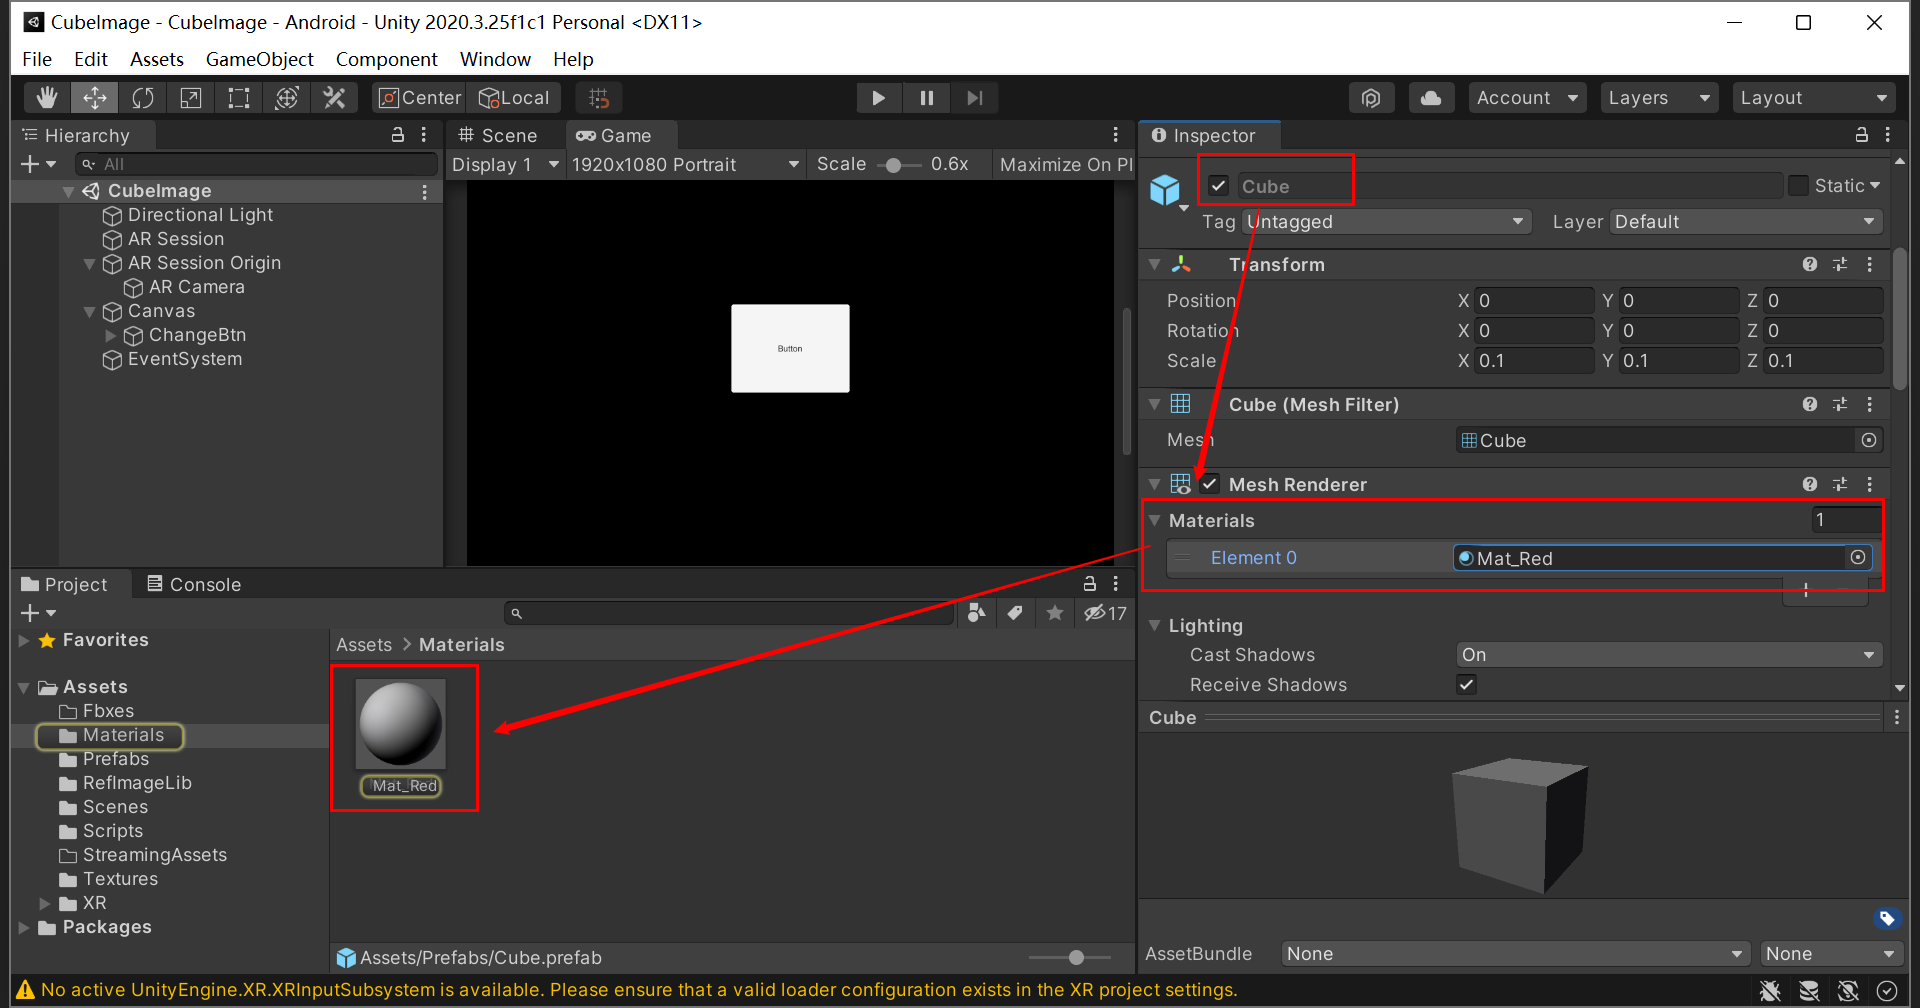 CubeImage - CubeImage - Android - Unity 2020.3.25f1c1 Personal <DX11>
File Edit Assets GameObject Component Window Help
Center Local Account Layers Layout
Hierarchy
All
CubeImage
Directional Light
AR Session
AR Session Origin
AR Camera
Canvas
ChangeBtn
EventSystem
Scene Game
Display 1 1920x1080 Portrait Scale 0.6x Maximize On Pl
Button
Inspector
Cube Static
Tag Untagged Layer Default
Transform
Position X 0 Y 0 Z 0
Rotation X 0 Y 0 Z 0
Scale X 0.1 Y 0.1 Z 0.1
Cube (Mesh Filter)
Mesh Cube
Mesh Renderer
Materials 1
Element 0 Mat_Red
Lighting
Cast Shadows On
Receive Shadows
Cube
AssetBundle None None
Project Console
17
Favorites
Assets
Fbxes
Materials
Prefabs
RefImageLib
Scenes
Scripts
StreamingAssets
Textures
XR
Packages
Assets > Materials
Mat_Red
Assets/Prefabs/Cube.prefab
No active UnityEngine.XR.XRInputSubsystem is available. Please ensure that a valid loader configuration exists in the XR project settings.